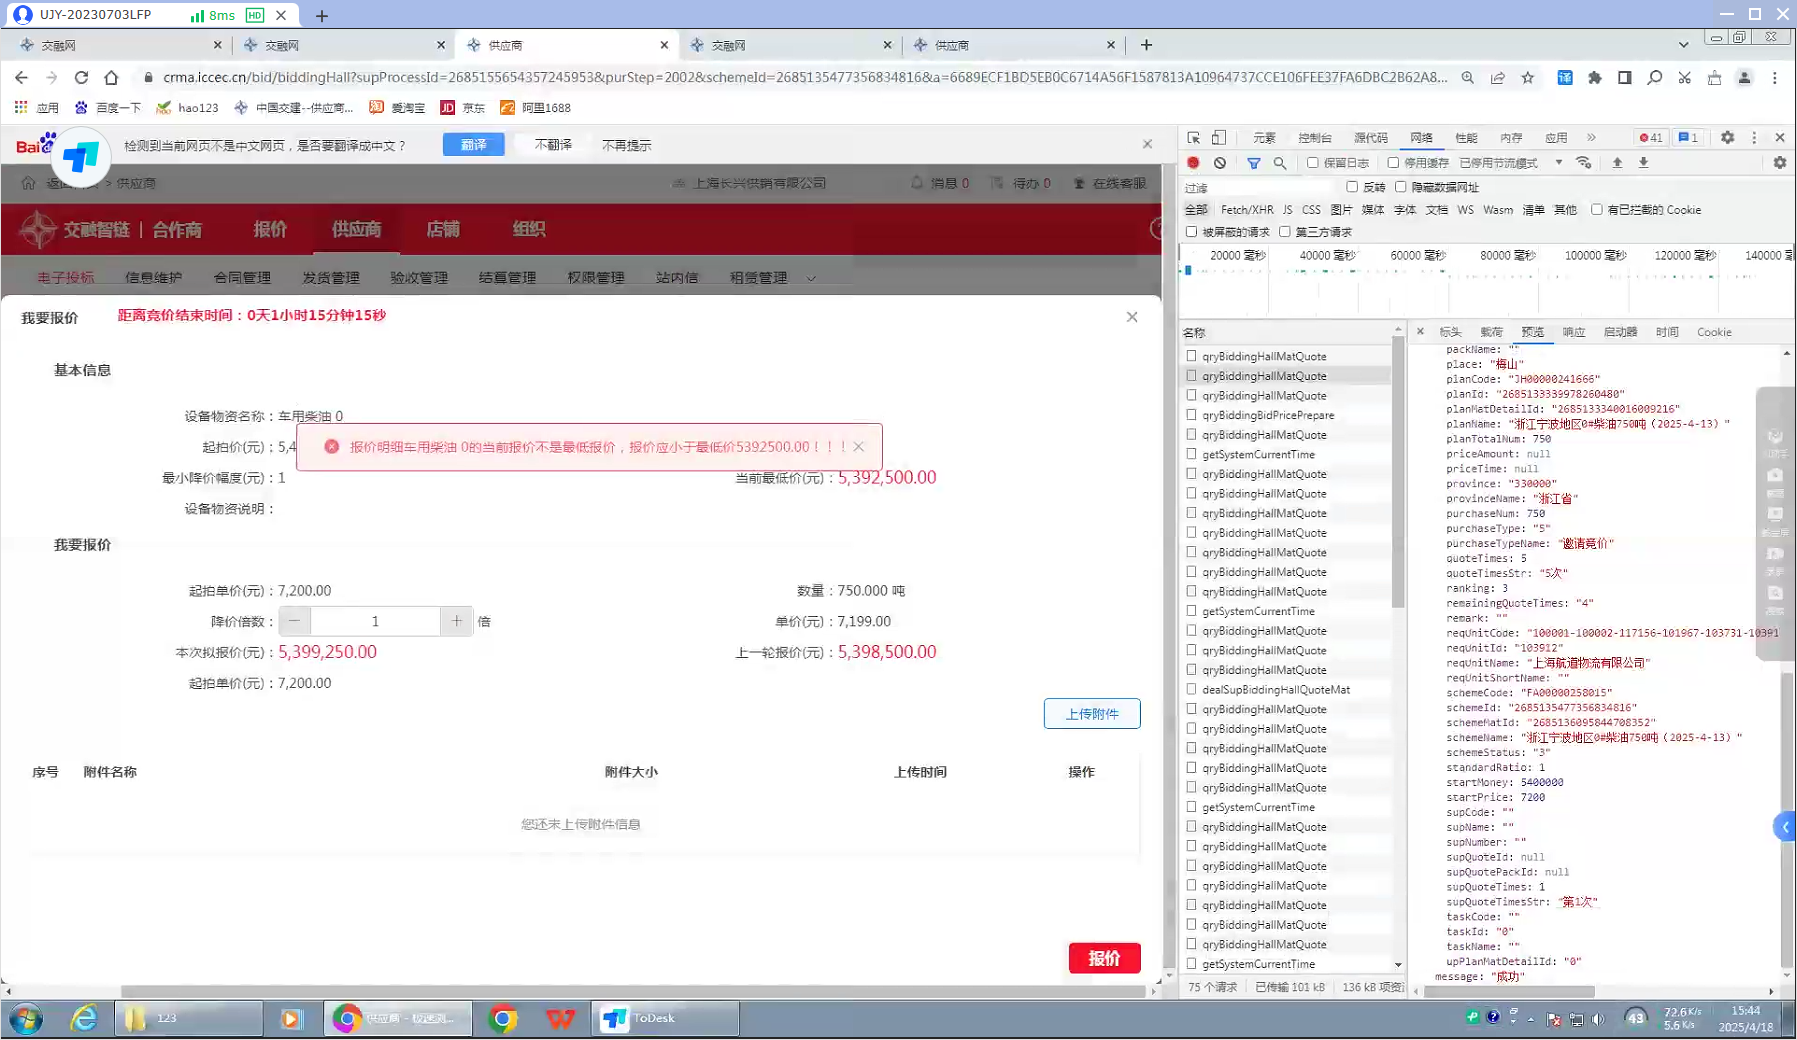 UJY-20230703LFP 8ms HD
交融网 交融网 供应商 交融网 供应商
crma.iccec.cn/bid/biddingHall?supProcessId=2685155654357245953&purStep=2002&schemeId=2685135477356834816&a=6689ECF1BD5EB0C6714A56F1587813A10964737CCE106FEE37FA6DBC2B62A8...
应用 百度一下 hao123 中国交建--供应商... 爱淘宝 JD 京东 阿里1688
检测到当前网页不是中文网页，是否要翻译成中文？ 翻译 不翻译 不再提示
供应商 上海长兴供销有限公司 消息 0 待办 0 在线客服
交融智链 | 合作商 报价 供应商 店铺 组织
电子投标 信息维护 合同管理 发货管理 验收管理 结算管理 权限管理 站内信 租赁管理
我要报价 距离竞价结束时间：0天1小时15分钟15秒
基本信息
设备物资名称：车用柴油 0
起拍价(元)：5,4
报价明细车用柴油 0的当前报价不是最低报价，报价应小于最低价5392500.00！！！
最小降价幅度(元)：1 当前最低价(元)：5,392,500.00
设备物资说明：
我要报价
起拍单价(元)：7,200.00 数量：750.000 吨
降价倍数： 1 倍 单价(元)：7,199.00
本次拟报价(元)：5,399,250.00 上一轮报价(元)：5,398,500.00
起拍单价(元)：7,200.00
上传附件
序号 附件名称 附件大小 上传时间 操作
您还未上传附件信息
报价
元素 控制台 源代码 网络 性能 内存 应用 41 1
保留日志 停用缓存 已停用节流模式
过滤 反转 隐藏数据网址
全部 Fetch/XHR JS CSS 图片 媒体 字体 文档 WS Wasm 清单 其他 有已拦截的 Cookie
被屏蔽的请求 第三方请求
20000 毫秒 40000 毫秒 60000 毫秒 80000 毫秒 100000 毫秒 120000 毫秒 140000 毫
名称
qryBiddingHallMatQuote
qryBiddingHallMatQuote
qryBiddingHallMatQuote
qryBiddingBidPricePrepare
qryBiddingHallMatQuote
getSystemCurrentTime
qryBiddingHallMatQuote
qryBiddingHallMatQuote
qryBiddingHallMatQuote
qryBiddingHallMatQuote
qryBiddingHallMatQuote
qryBiddingHallMatQuote
qryBiddingHallMatQuote
getSystemCurrentTime
qryBiddingHallMatQuote
qryBiddingHallMatQuote
qryBiddingHallMatQuote
dealSupBiddingHallQuoteMat
qryBiddingHallMatQuote
qryBiddingHallMatQuote
qryBiddingHallMatQuote
qryBiddingHallMatQuote
qryBiddingHallMatQuote
getSystemCurrentTime
qryBiddingHallMatQuote
qryBiddingHallMatQuote
qryBiddingHallMatQuote
qryBiddingHallMatQuote
qryBiddingHallMatQuote
qryBiddingHallMatQuote
qryBiddingHallMatQuote
getSystemCurrentTime
75 个请求 已传输 101 kB 136 kB 项资源
标头 载荷 预览 响应 启动器 时间 Cookie
packName: ""
place: "梅山"
planCode: "JH00000241666"
planId: "2685133339978260480"
planMatDetailId: "2685133340016009216"
planName: "浙江宁波地区0#柴油750吨（2025-4-13）"
planTotalNum: 750
priceAmount: null
priceTime: null
province: "330000"
provinceName: "浙江省"
purchaseNum: 750
purchaseType: "5"
purchaseTypeName: "邀请竞价"
quoteTimes: 5
quoteTimesStr: "5次"
ranking: 3
remainingQuoteTimes: "4"
remark: ""
reqUnitCode: "100001-100002-117156-101967-103731-10391
reqUnitId: "103912"
reqUnitName: "上海航道物流有限公司"
reqUnitShortName: ""
schemeCode: "FA00000258015"
schemeId: "2685135477356834816"
schemeMatId: "2685136095844708352"
schemeName: "浙江宁波地区0#柴油750吨（2025-4-13）"
schemeStatus: "3"
standardRatio: 1
startMoney: 5400000
startPrice: 7200
supCode: ""
supName: ""
supNumber: ""
supQuoteId: null
supQuotePackId: null
supQuoteTimes: 1
supQuoteTimesStr: "第1次"
taskCode: ""
taskId: "0"
taskName: ""
upPlanMatDetailId: "0"
message: "成功"
123 供应商 - 极速浏... ToDesk 43 72.6K/s 5.6K/s 15:44 2025/4/18